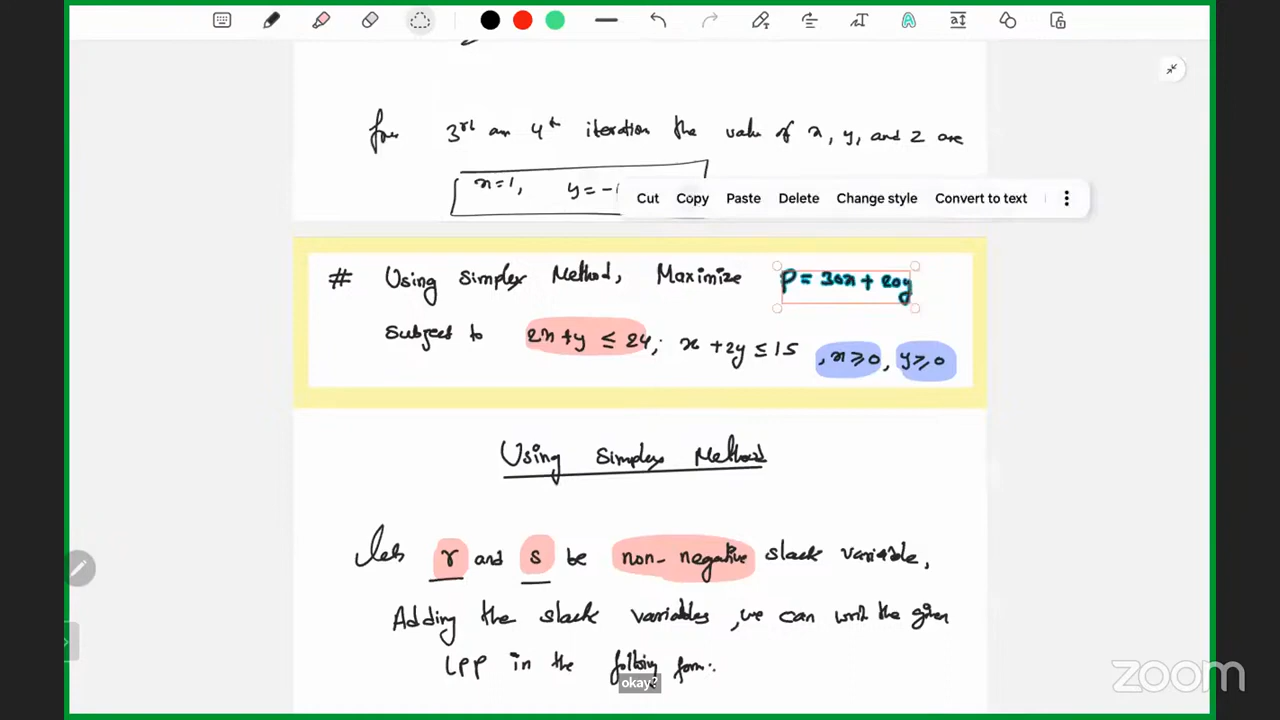 for 3rd an 4th iteration the value of x, y, and z are
x=1, y=-
Cut Copy Paste Delete Change style Convert to text
# Using Simplex Method, Maximize P = 30x + 20y
Subject to 2x+y ≤ 24; x +2y ≤ 15 , x ≥ 0, y ≥ 0
Using Simplex Method
Let r and s be non-negative slack variable,
Adding the slack variables, we can write the given
LPP in the following form:
okay?
zoom